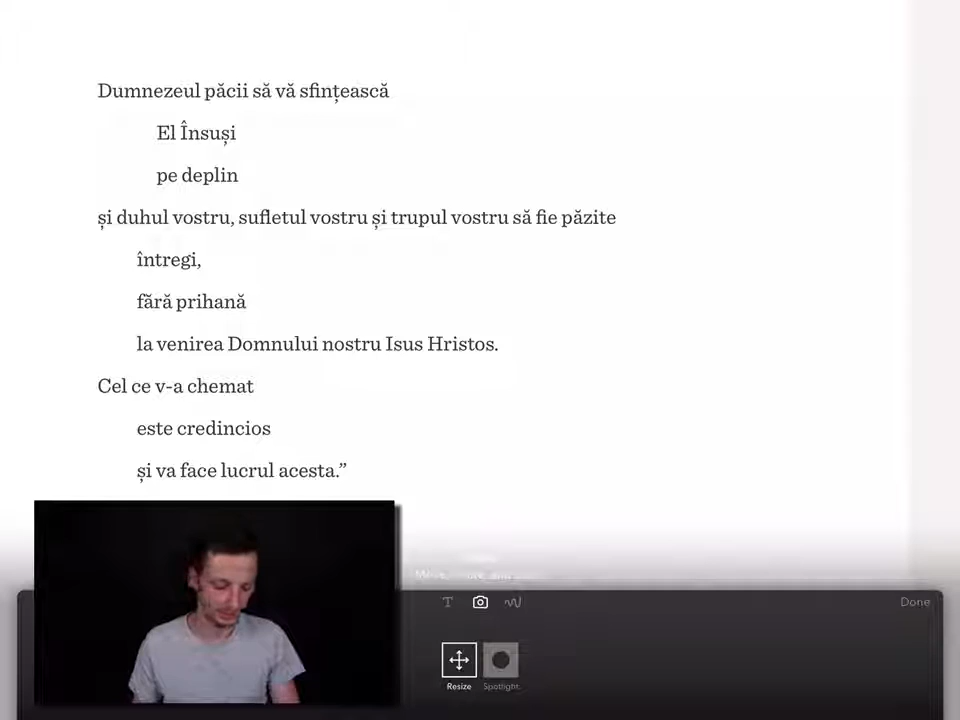 Dumnezeul păcii să vă sfințească
El Însuși
pe deplin
și duhul vostru, sufletul vostru și trupul vostru să fie păzite
întregi,
fără prihană
la venirea Domnului nostru Isus Hristos.
Cel ce v-a chemat
este credincios
și va face lucrul acesta.”
T
Done
Resize
Spotlight